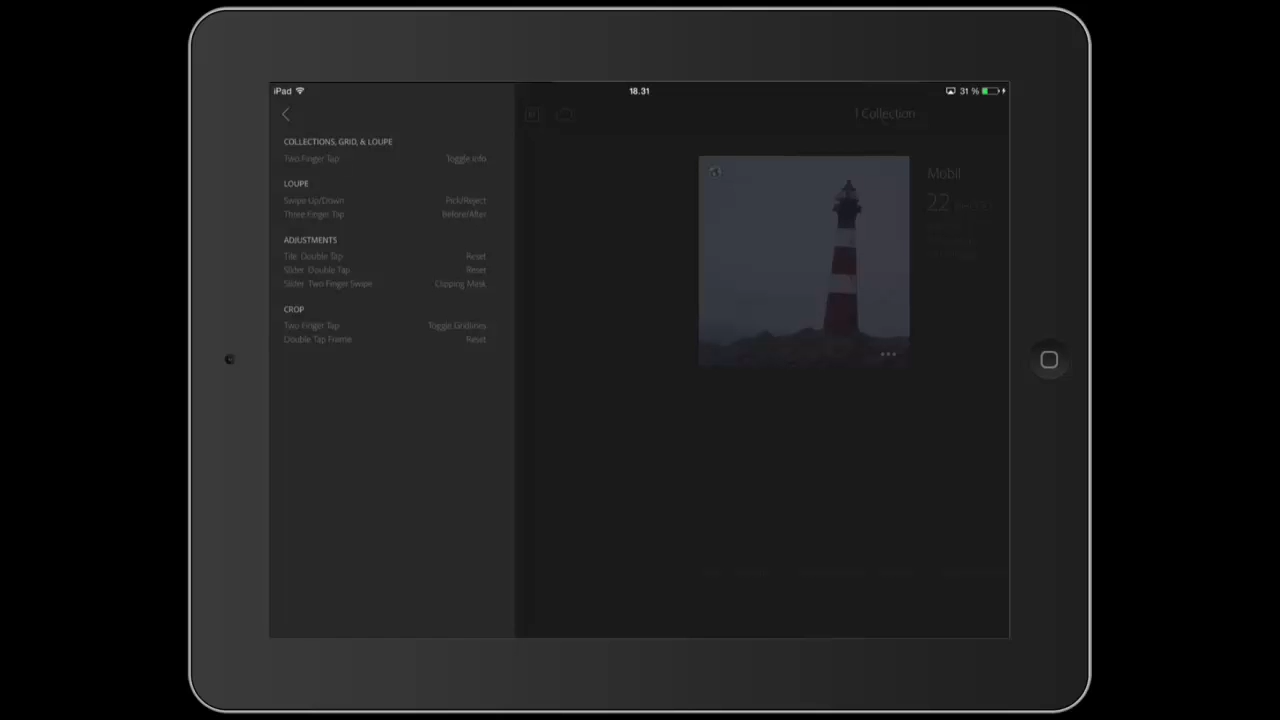 iPad 18.31 31 %
1 Collection
COLLECTIONS, GRID, & LOUPE
Two Finger Tap Toggle Info
LOUPE
Swipe Up/Down Pick/Reject
Three Finger Tap Before/After
ADJUSTMENTS
Tile: Double Tap Reset
Slider: Double Tap Reset
Slider: Two Finger Swipe Clipping Mask
CROP
Two Finger Tap Toggle Gridlines
Double Tap Frame Reset
Mobil
22